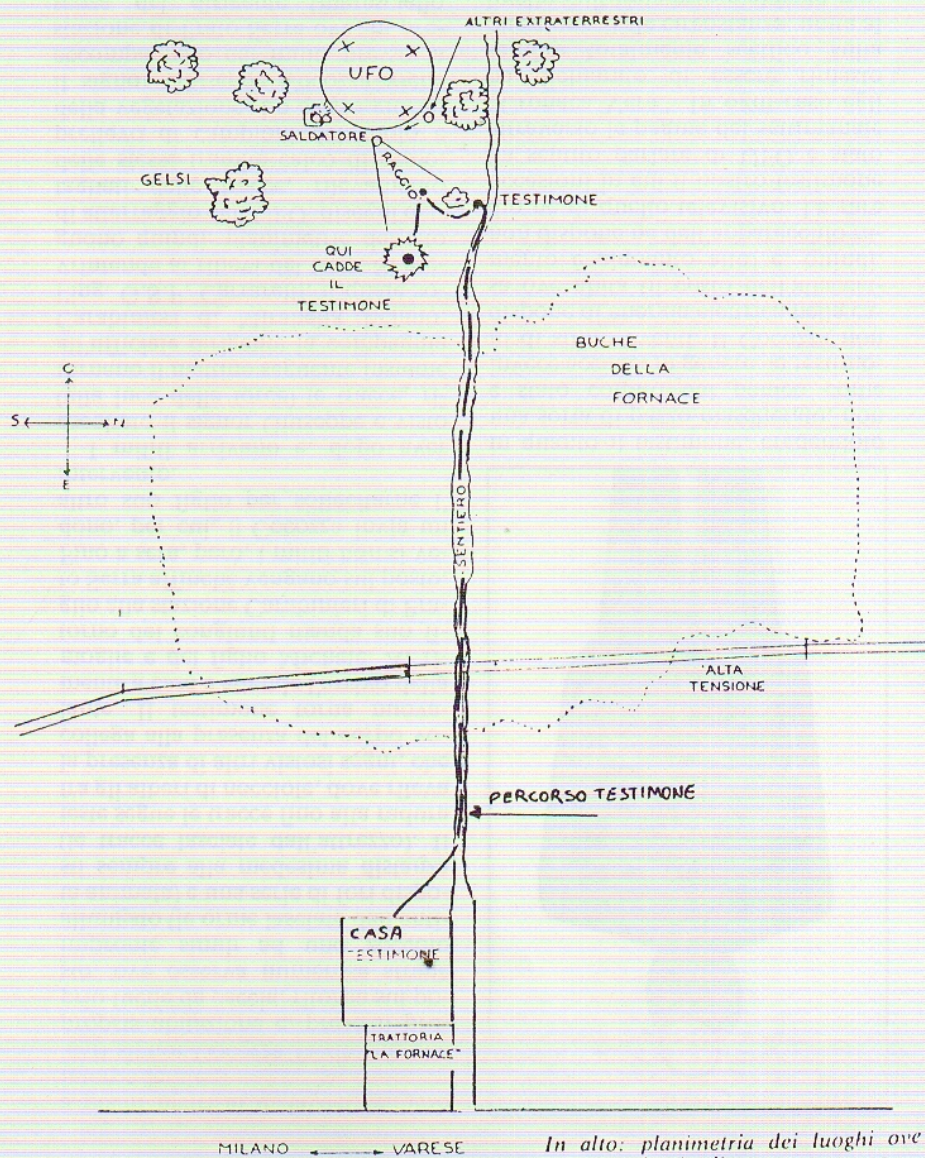 ALTRI EXTRATERRESTRI
UFO
SALDATORE
RAGGIO
GELSI
TESTIMONE
QUI
CADDE
IL
TESTIMONE
BUCHE
DELLA
FORNACE
O
S N
E
SENTIERO
ALTA
TENSIONE
PERCORSO TESTIMONE
CASA
TESTIMONE
TRATTORIA
"LA FORNACE"
MILANO VARESE
In alto: planimetria dei luoghi ove